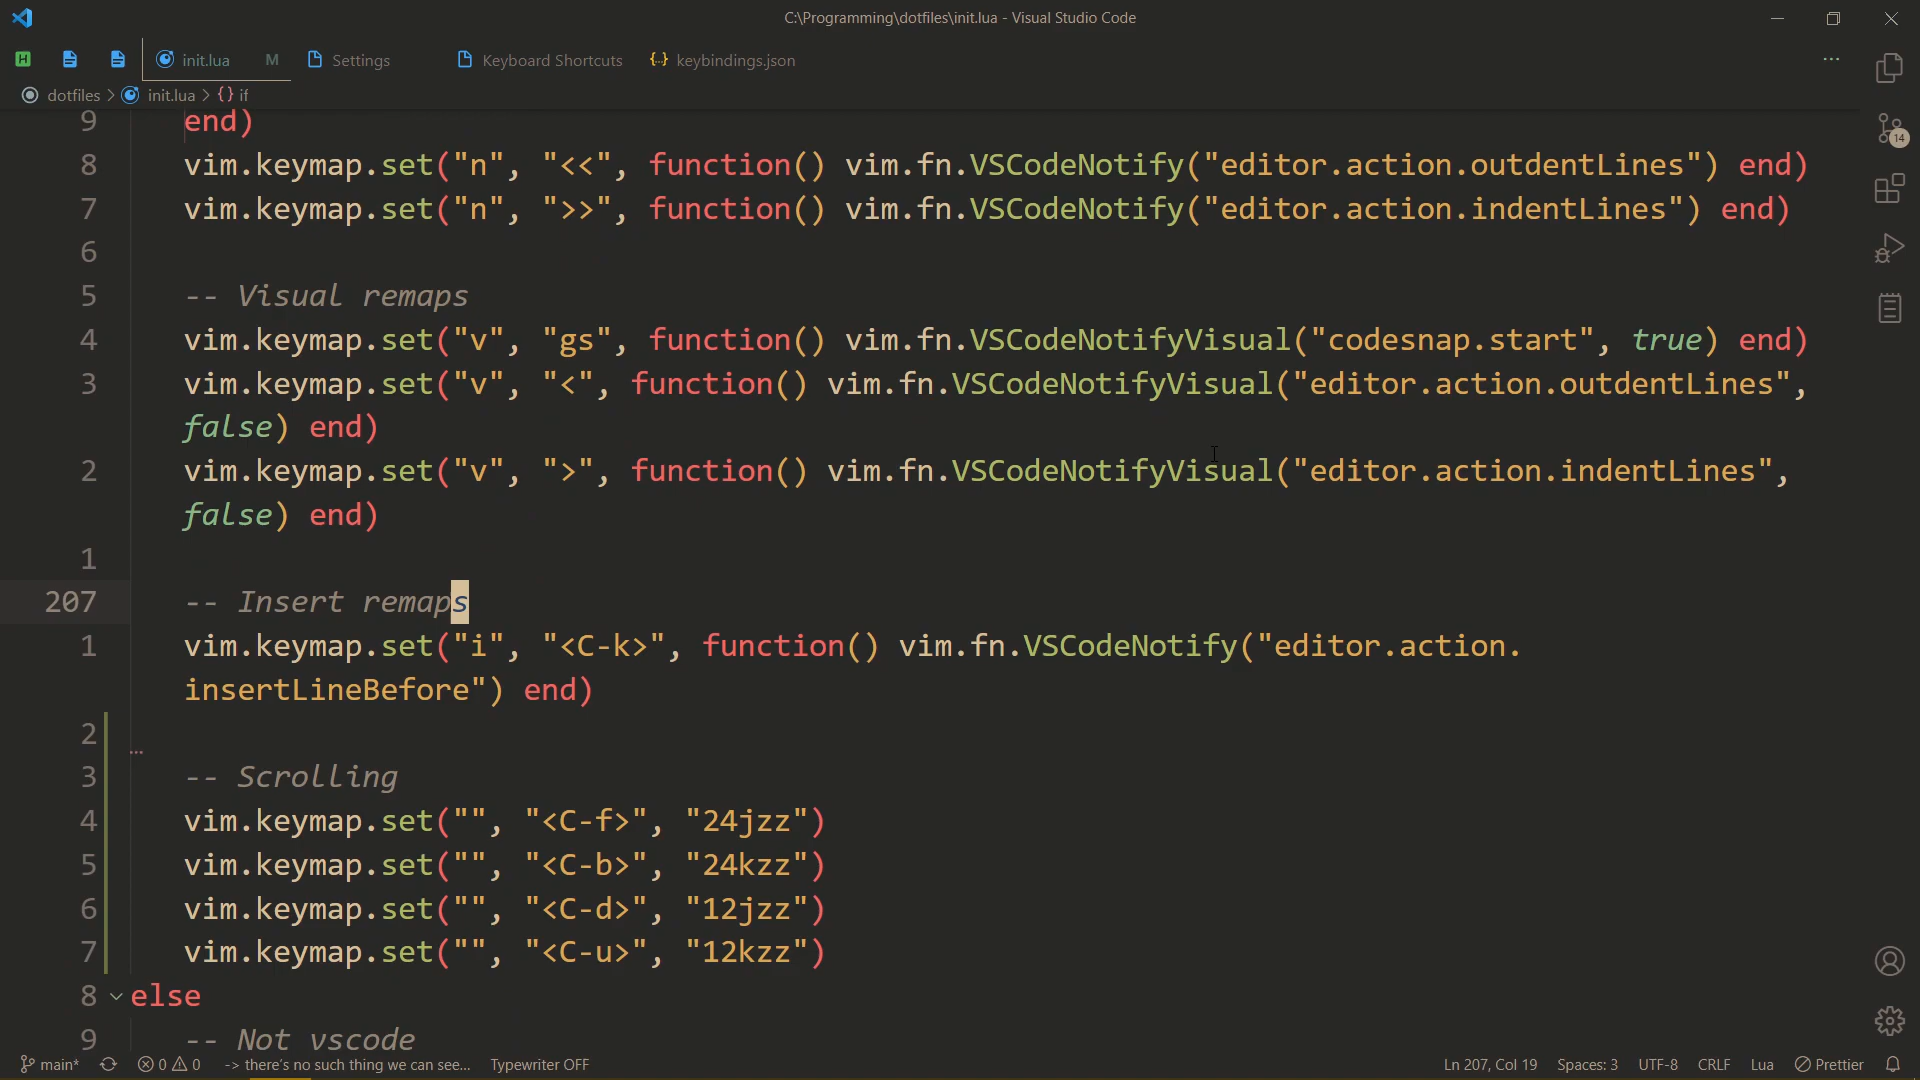 C:\Programming\dotfiles\init.lua - Visual Studio Code
H init.lua M Settings Keyboard Shortcuts {·} keybindings.json ···
dotfiles > init.lua > {} if
14
9 end)
8 vim.keymap.set("n", "<<", function() vim.fn.VSCodeNotify("editor.action.outdentLines") end)
7 vim.keymap.set("n", ">>", function() vim.fn.VSCodeNotify("editor.action.indentLines") end)
6
5 -- Visual remaps
4 vim.keymap.set("v", "gs", function() vim.fn.VSCodeNotifyVisual("codesnap.start", true) end)
3 vim.keymap.set("v", "<", function() vim.fn.VSCodeNotifyVisual("editor.action.outdentLines",
false) end)
2 vim.keymap.set("v", ">", function() vim.fn.VSCodeNotifyVisual("editor.action.indentLines",
false) end)
1
207 -- Insert remaps
1 vim.keymap.set("i", "<C-k>", function() vim.fn.VSCodeNotify("editor.action.
insertLineBefore") end)
2
3 -- Scrolling
4 vim.keymap.set("", "<C-f>", "24jzz")
5 vim.keymap.set("", "<C-b>", "24kzz")
6 vim.keymap.set("", "<C-d>", "12jzz")
7 vim.keymap.set("", "<C-u>", "12kzz")
8 else
9 -- Not vscode
main* 0 0 -> there's no such thing we can see... Typewriter OFF Ln 207, Col 19 Spaces: 3 UTF-8 CRLF Lua Prettier